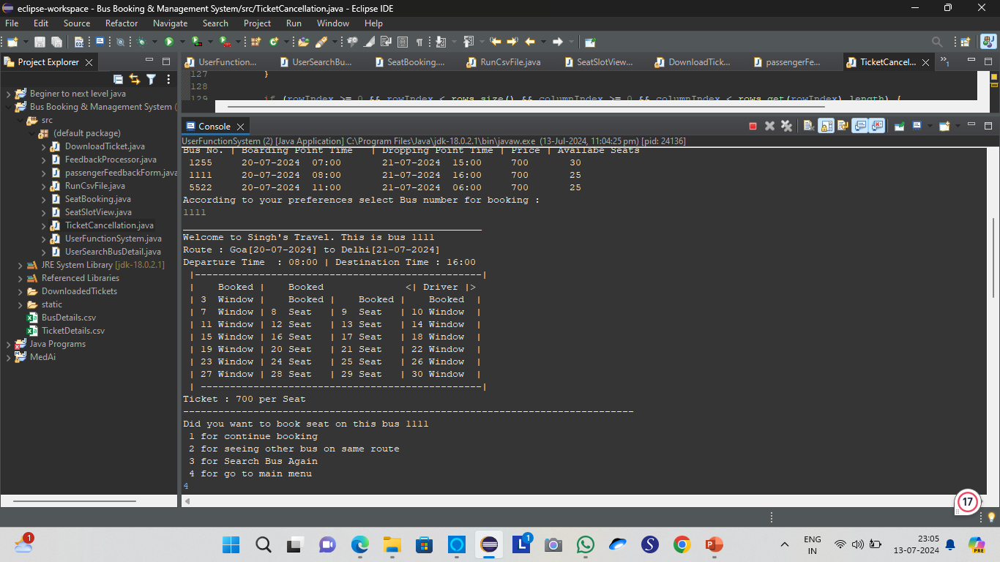 eclipse-workspace - Bus Booking & Management System/src/TicketCancellation.java - Eclipse IDE
File Edit Source Refactor Navigate Search Project Run Window Help
Project Explorer
Beginer to next level java
Bus Booking & Management System (
src
(default package)
DownloadTicket.java
FeedbackProcessor.java
passengerFeedbackForm.java
RunCsvFile.java
SeatBooking.java
SeatSlotView.java
TicketCancellation.java
UserFunctionSystem.java
UserSearchBusDetail.java
JRE System Library [jdk-18.0.2.1]
Referenced Libraries
DownloadedTickets
static
BusDetails.csv
TicketDetails.csv
Java Programs
MedAi
UserFunction... UserSearchBu... SeatBooking.... RunCsvFile.java SeatSlotView... DownloadTick... passengerFe... TicketCancel... »1
127 }
128
129 if (rowIndex >= 0 && rowIndex < rows.size() && columnIndex >= 0 && columnIndex < rows.get(rowIndex).length) {
Console
UserFunctionSystem (2) [Java Application] C:\Program Files\Java\jdk-18.0.2.1\bin\javaw.exe (13-Jul-2024, 11:04:25 pm) [pid: 24136]
Bus No. | Boarding Point Time | Dropping Point Time | Price | Availabe Seats
1255 20-07-2024 07:00 21-07-2024 15:00 700 30
1111 20-07-2024 08:00 21-07-2024 16:00 700 25
5522 20-07-2024 11:00 21-07-2024 06:00 700 25
According to your preferences select Bus number for booking :
1111
___________________________________________________
Welcome to Singh's Travel. This is bus 1111
Route : Goa[20-07-2024] to Delhi[21-07-2024]
Departure Time : 08:00 | Destination Time : 16:00
|-------------------------------------------------|
| Booked | Booked <| Driver |>
| 3 Window | Booked | Booked | Booked |
| 7 Window | 8 Seat | 9 Seat | 10 Window |
| 11 Window | 12 Seat | 13 Seat | 14 Window |
| 15 Window | 16 Seat | 17 Seat | 18 Window |
| 19 Window | 20 Seat | 21 Seat | 22 Window |
| 23 Window | 24 Seat | 25 Seat | 26 Window |
| 27 Window | 28 Seat | 29 Seat | 30 Window |
| ------------------------------------------------|
Ticket : 700 per Seat
-----------------------------------------------------------------------------
Did you want to book seat on this bus 1111
1 for continue booking
2 for seeing other bus on same route
3 for Search Bus Again
4 for go to main menu
4
17
1
1
ENG
IN
23:05
13-07-2024
PRE